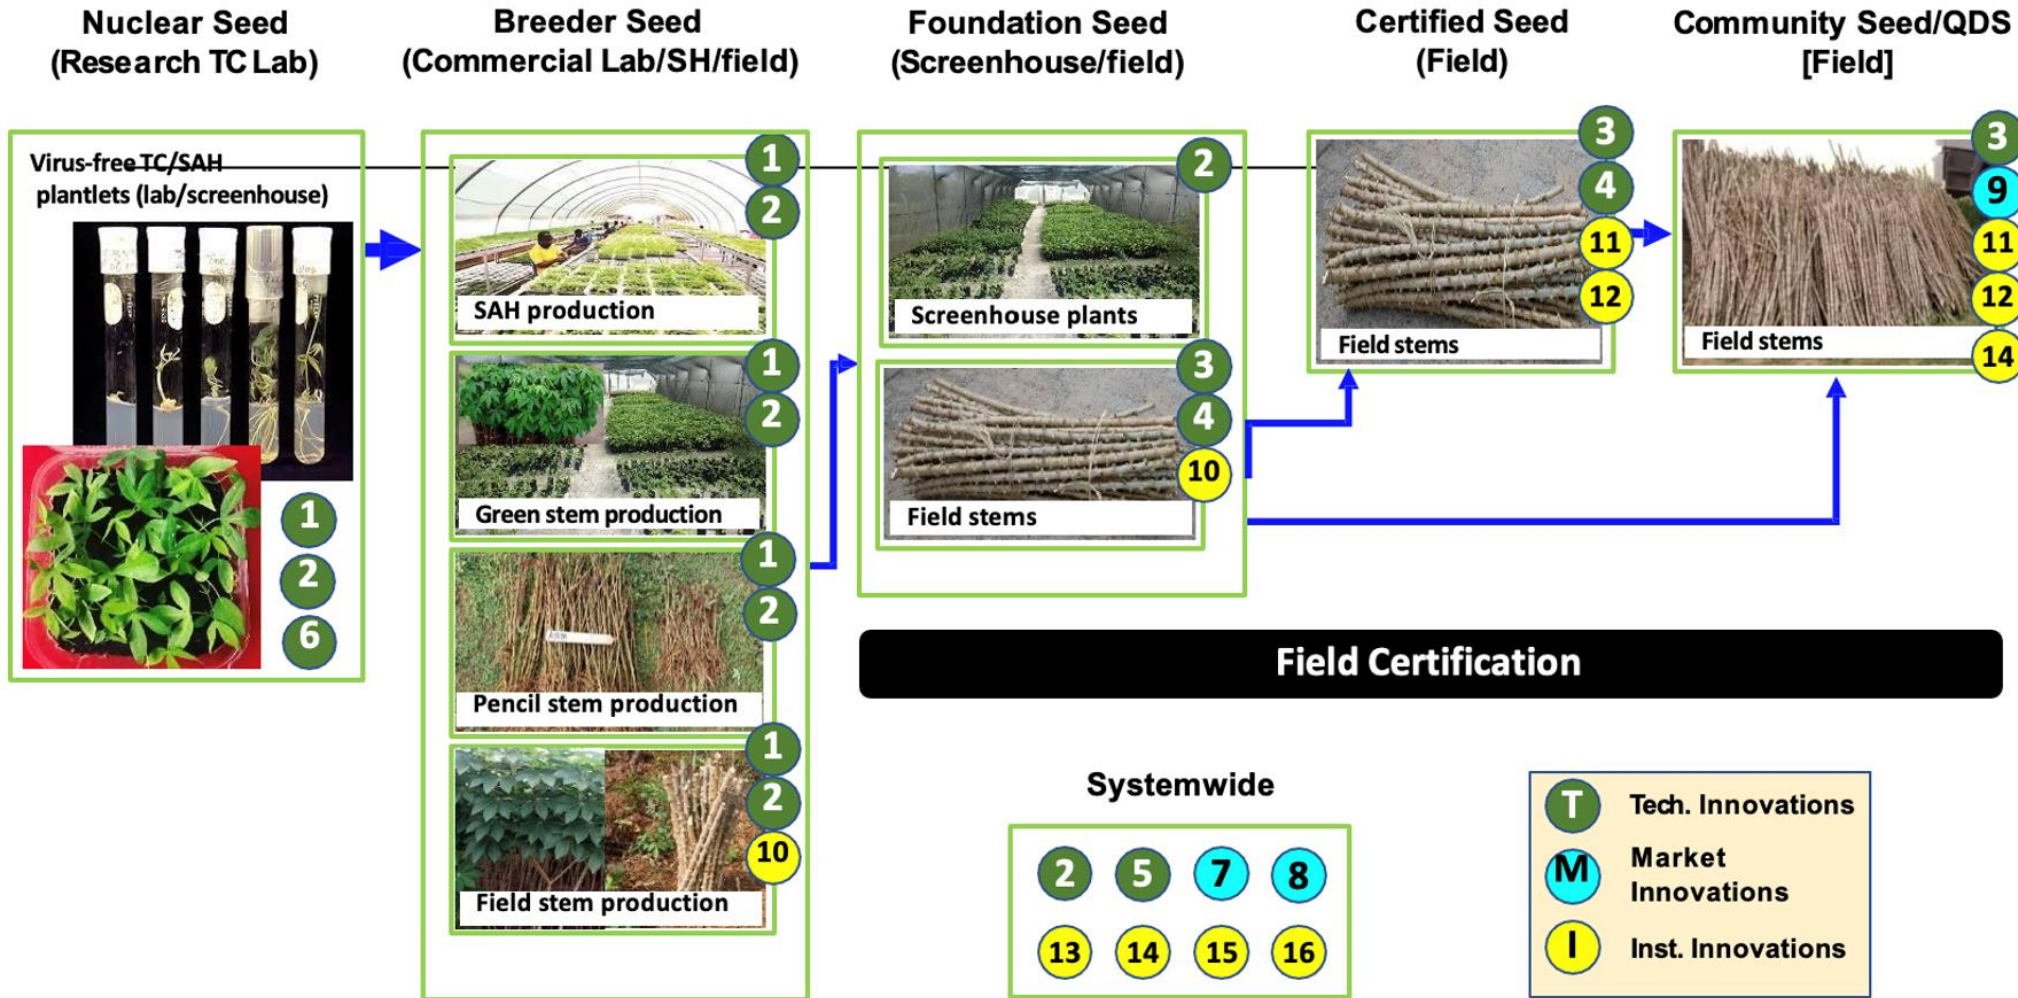 Nuclear Seed
(Research TC Lab)
Breeder Seed
(Commercial Lab/SH/field)
Foundation Seed
(Screenhouse/field)
Certified Seed
(Field)
Community Seed/QDS
[Field]
Virus-free TC/SAH
plantlets (lab/screenhouse)
1
2
6
1
2
SAH production
1
2
Green stem production
1
2
Pencil stem production
1
2
10
Field stem production
2
Screenhouse plants
3
4
10
Field stems
3
4
11
12
Field stems
3
9
11
12
14
Field stems
Field Certification
Systemwide
2 5 7 8
13 14 15 16
T Tech. Innovations
M Market
Innovations
I Inst. Innovations